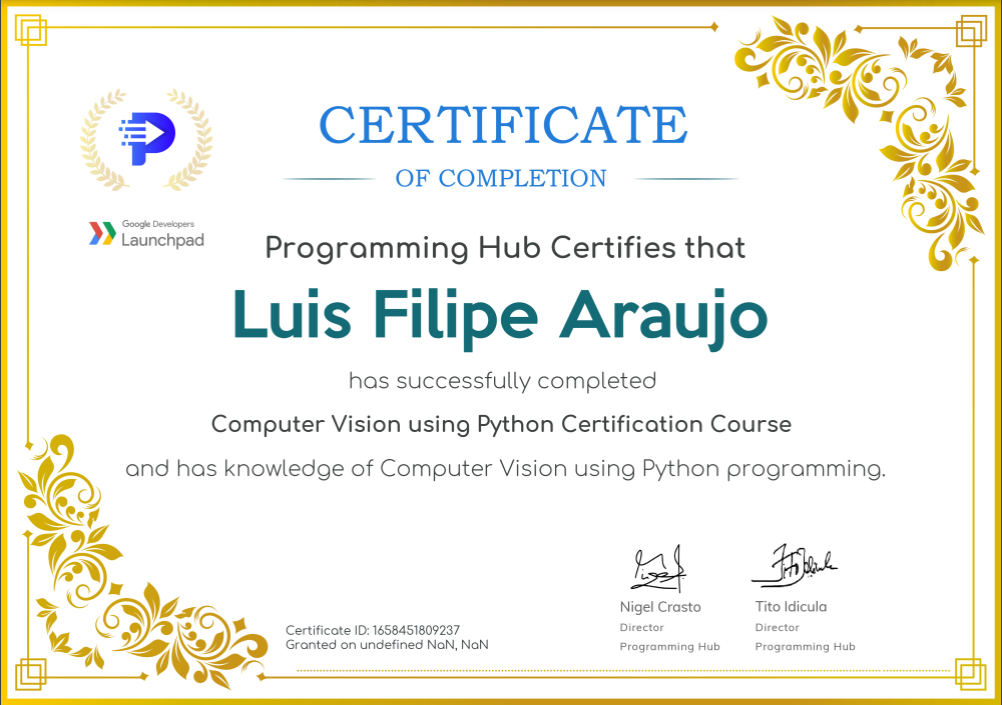 CERTIFICATE
OF COMPLETION
Google Developers
Launchpad
Programming Hub Certifies that
Luis Filipe Araujo
has successfully completed
Computer Vision using Python Certification Course
and has knowledge of Computer Vision using Python programming.
Nigel Crasto
Director
Programming Hub
Tito Idicula
Director
Programming Hub
Certificate ID: 1658451809237
Granted on undefined NaN, NaN